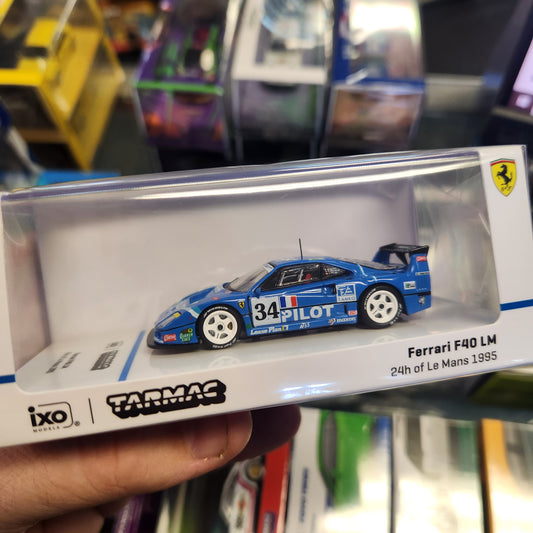 34
PILOT
Ferrari F40 LM
24h of Le Mans 1995
ixo
MODELS
TARMAC